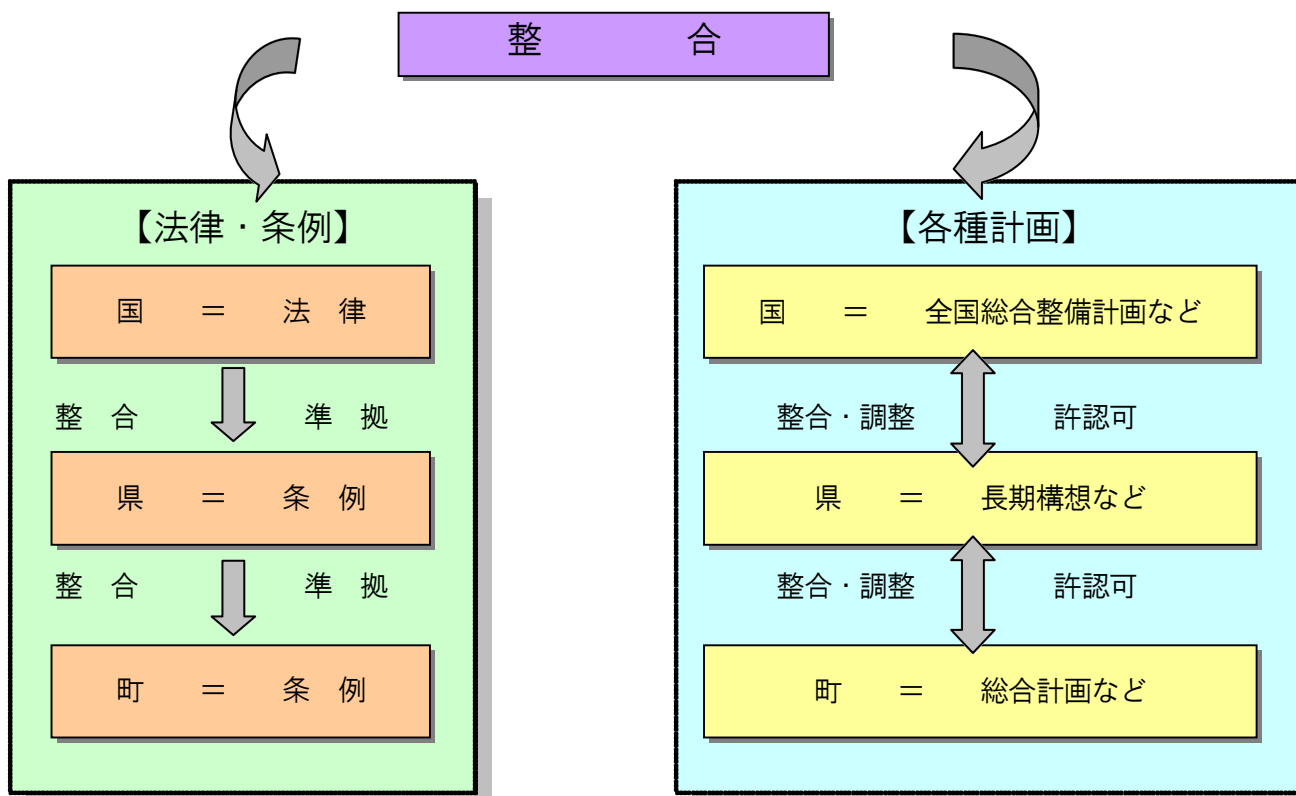 整　合
【法律・条例】
国　＝　法　律
整　合　準　拠
県　＝　条　例
整　合　準　拠
町　＝　条　例
【各種計画】
国　＝　全国総合整備計画など
整合・調整　許認可
県　＝　長期構想など
整合・調整　許認可
町　＝　総合計画など